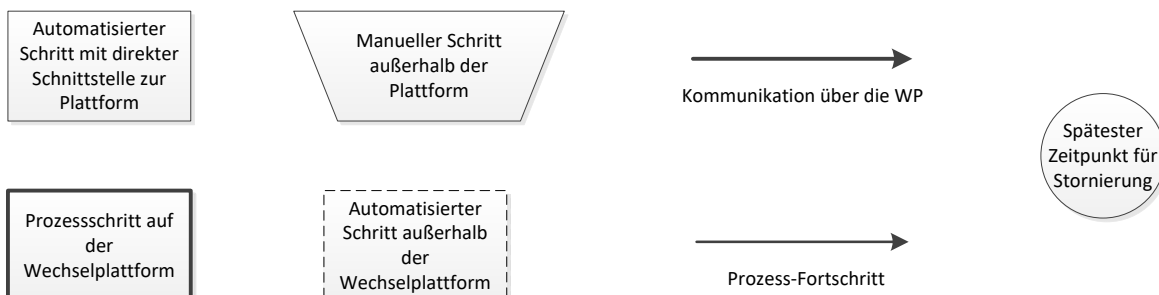 Automatisierter
Schritt mit direkter
Schnittstelle zur
Plattform
Manueller Schritt
außerhalb der
Plattform
Kommunikation über die WP
Spätester
Zeitpunkt für
Stornierung
Prozessschritt auf
der
Wechselplattform
Automatisierter
Schritt außerhalb
der
Wechselplattform
Prozess-Fortschritt